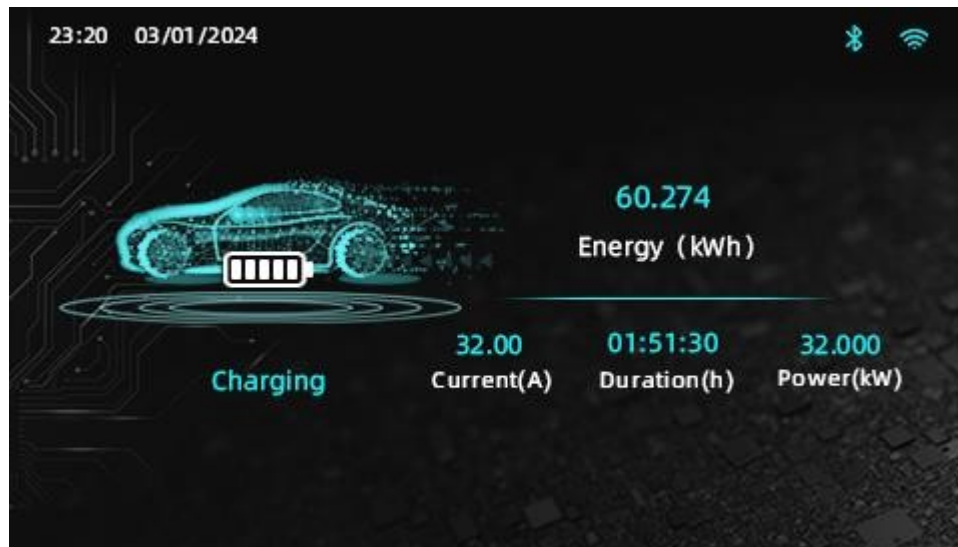 23:20 03/01/2024
60.274
Energy (kWh)
32.00 01:51:30 32.000
Charging Current(A) Duration(h) Power(kW)